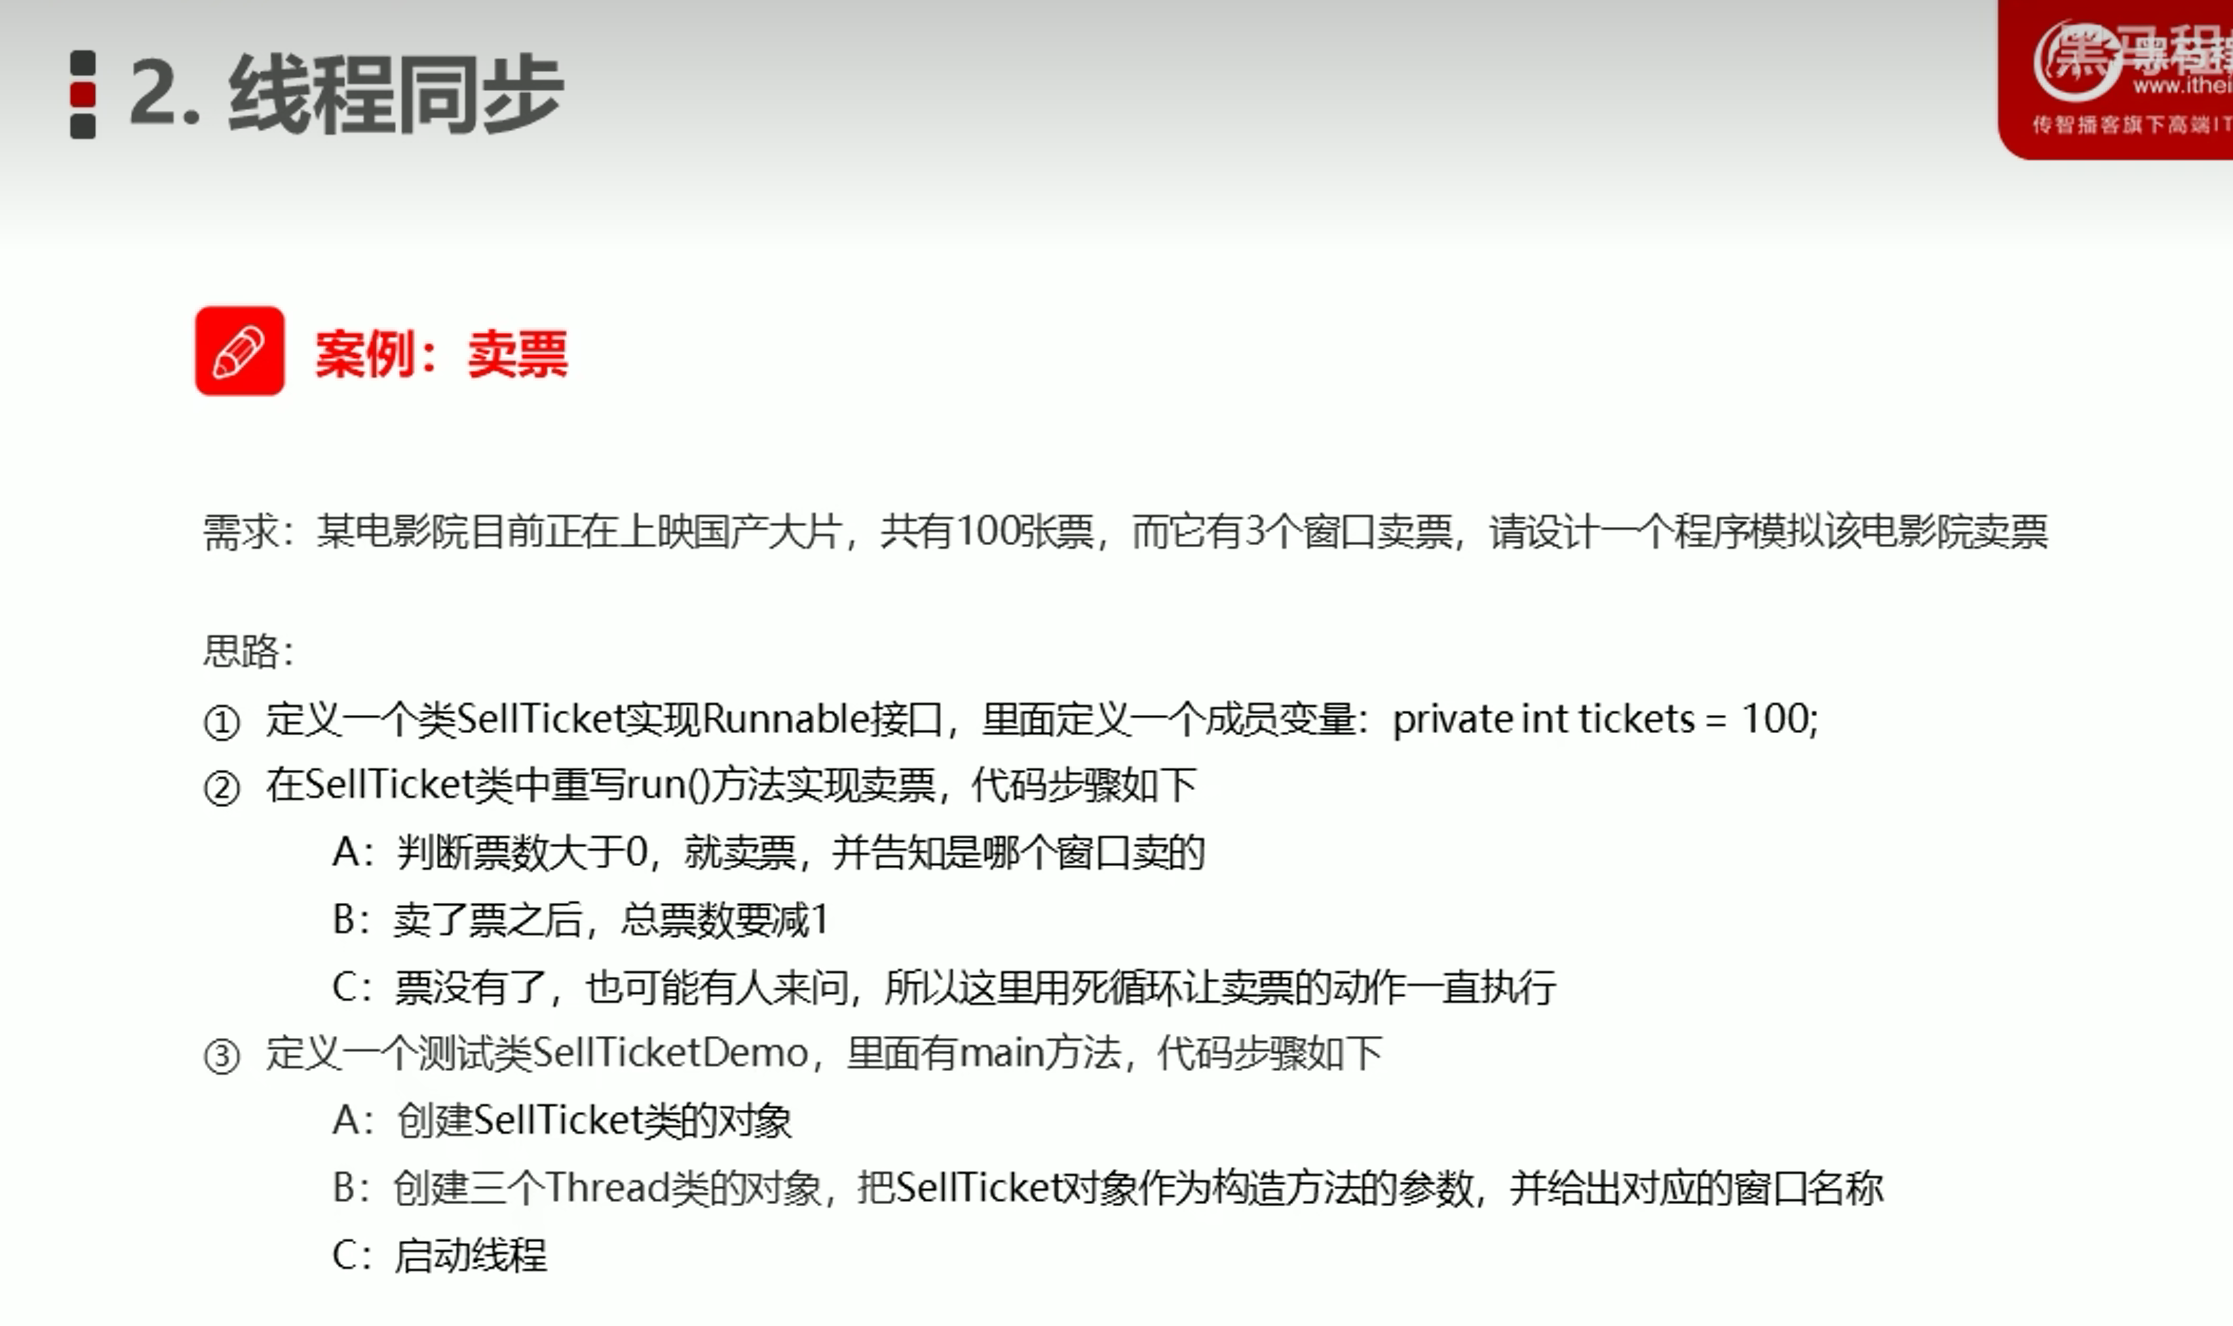 2. 线程同步
www.ithei
传智播客旗下高端IT
案例：卖票
需求：某电影院目前正在上映国产大片，共有100张票，而它有3个窗口卖票，请设计一个程序模拟该电影院卖票
思路：
① 定义一个类SellTicket实现Runnable接口，里面定义一个成员变量：private int tickets = 100;
② 在SellTicket类中重写run()方法实现卖票，代码步骤如下
A：判断票数大于0，就卖票，并告知是哪个窗口卖的
B：卖了票之后，总票数要减1
C：票没有了，也可能有人来问，所以这里用死循环让卖票的动作一直执行
③ 定义一个测试类SellTicketDemo，里面有main方法，代码步骤如下
A：创建SellTicket类的对象
B：创建三个Thread类的对象，把SellTicket对象作为构造方法的参数，并给出对应的窗口名称
C：启动线程